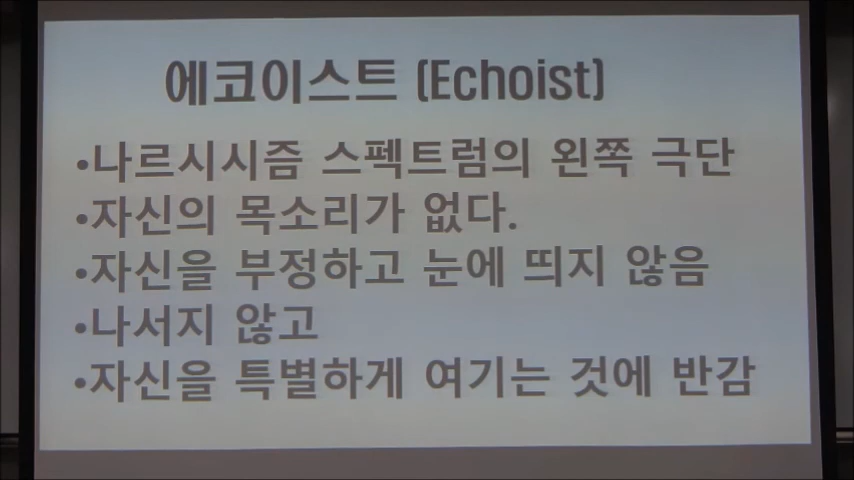 에코이스트 (Echoist)
•나르시시즘 스펙트럼의 왼쪽 극단
•자신의 목소리가 없다.
•자신을 부정하고 눈에 띄지 않음
•나서지 않고
•자신을 특별하게 여기는 것에 반감